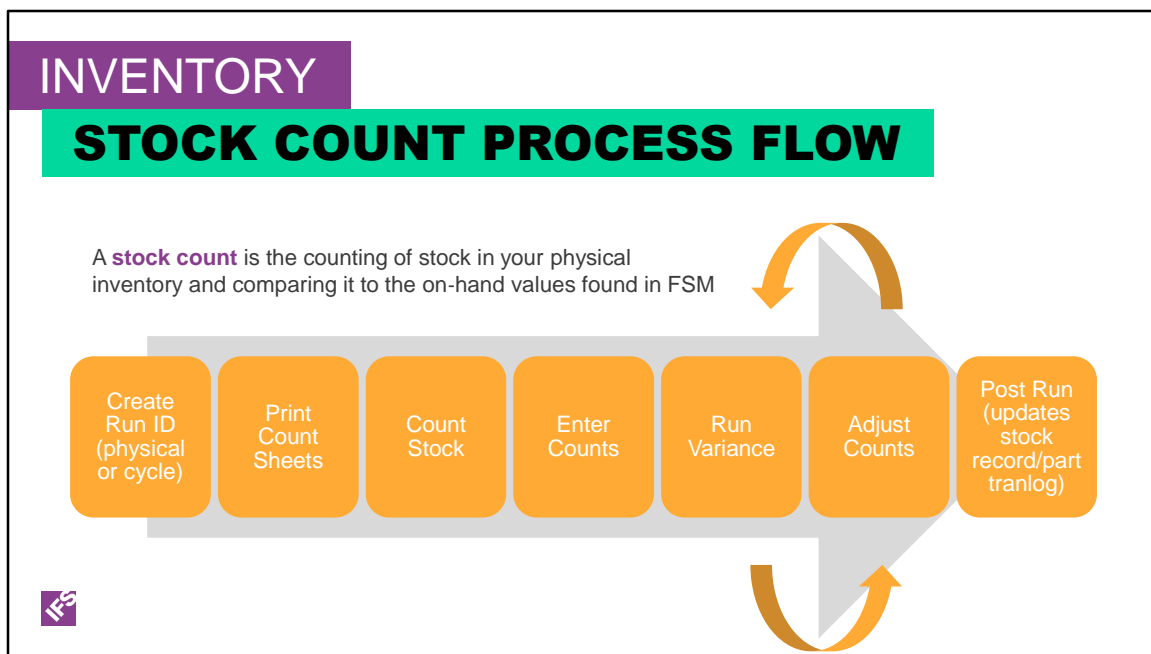 INVENTORY
STOCK COUNT PROCESS FLOW
A stock count is the counting of stock in your physical
inventory and comparing it to the on-hand values found in FSM
Create
Run ID
(physical
or cycle)
Print
Count
Sheets
Count
Stock
Enter
Counts
Run
Variance
Adjust
Counts
Post Run
(updates
stock
record/part
tranlog)
IFS